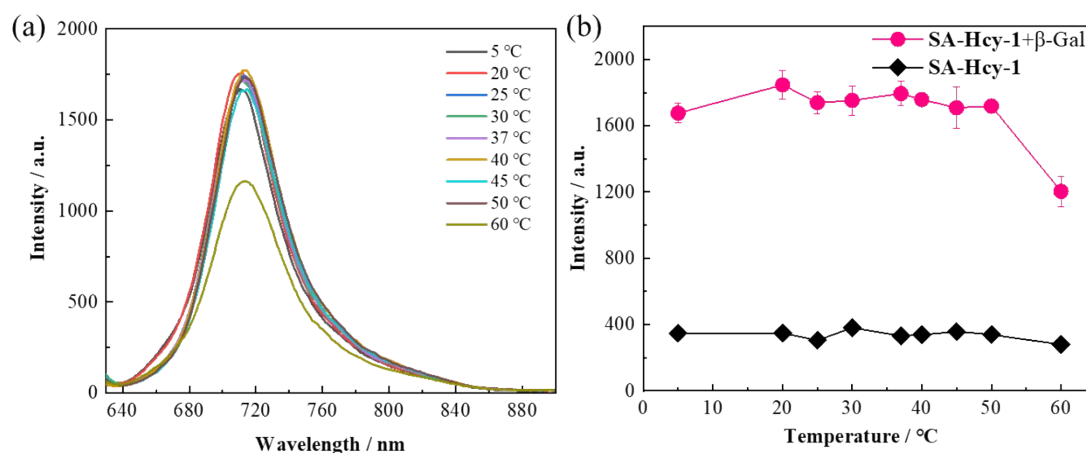 (a)
2000
1500
1000
500
0
Intensity / a.u.
5 ℃
20 ℃
25 ℃
30 ℃
37 ℃
40 ℃
45 ℃
50 ℃
60 ℃
640 680 720 760 800 840 880
Wavelength / nm
(b)
SA-Hcy-1+β-Gal
SA-Hcy-1
2000
1600
1200
800
400
0
Intensity / a.u.
0 10 20 30 40 50 60
Temperature / ℃